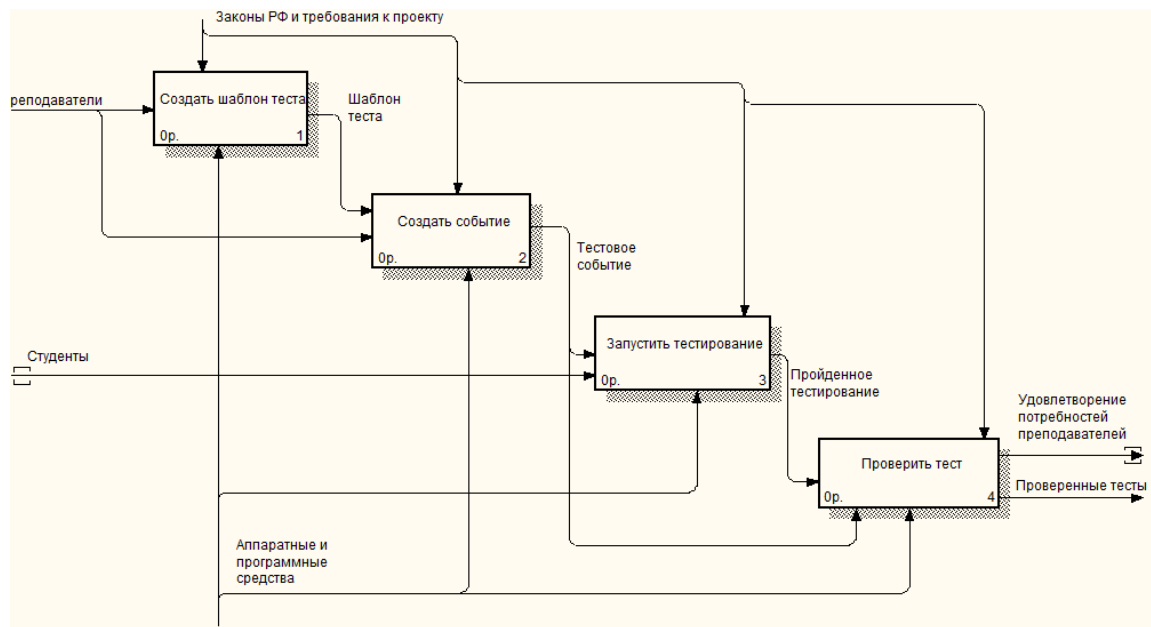 Законы РФ и требования к проекту
реподаватели
Создать шаблон теста
0р.
1
Шаблон
теста
Создать событие
0р.
2
Тестовое
событие
Студенты
Запустить тестирование
0р.
3
Пройденное
тестирование
Удовлетворение
потребностей
преподавателей
Проверить тест
0р.
4
Проверенные тесты
Аппаратные и
программные
средства